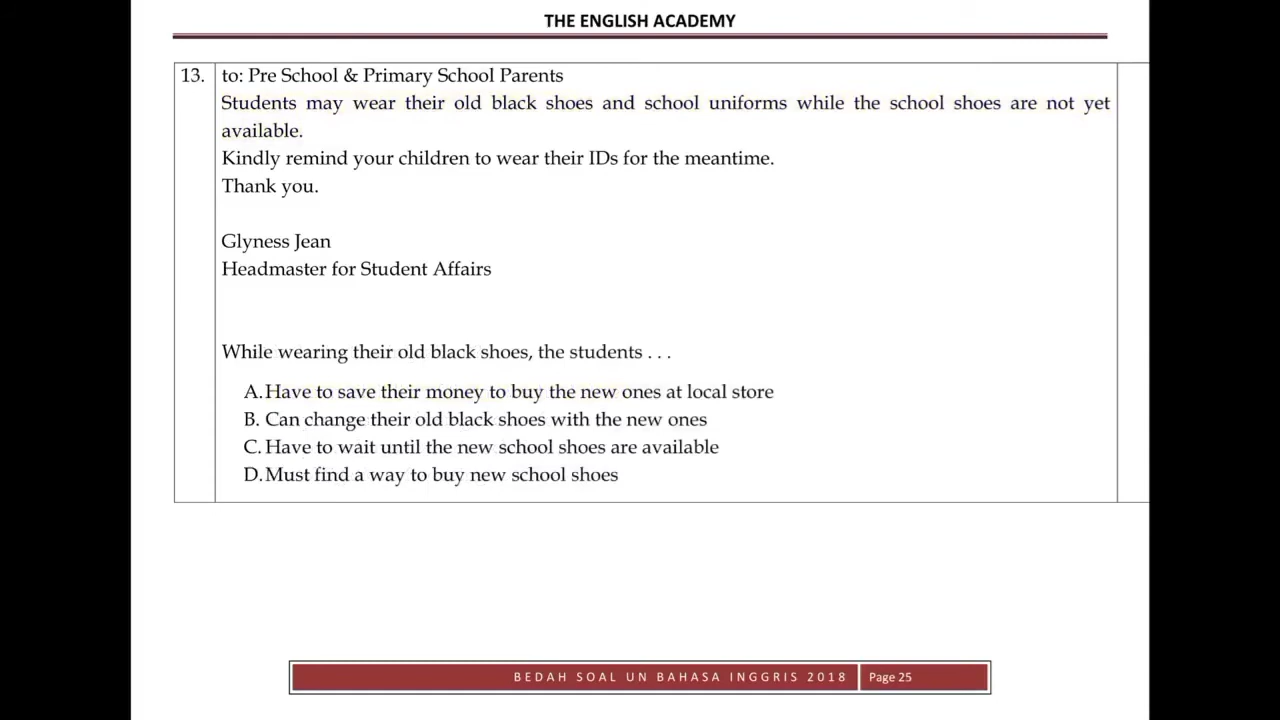 THE ENGLISH ACADEMY
13. to: Pre School & Primary School Parents
Students may wear their old black shoes and school uniforms while the school shoes are not yet
available.
Kindly remind your children to wear their IDs for the meantime.
Thank you.
Glyness Jean
Headmaster for Student Affairs
While wearing their old black shoes, the students . . .
A. Have to save their money to buy the new ones at local store
B. Can change their old black shoes with the new ones
C. Have to wait until the new school shoes are available
D. Must find a way to buy new school shoes
BEDAH SOAL UN BAHASA INGGRIS 2018 Page 25